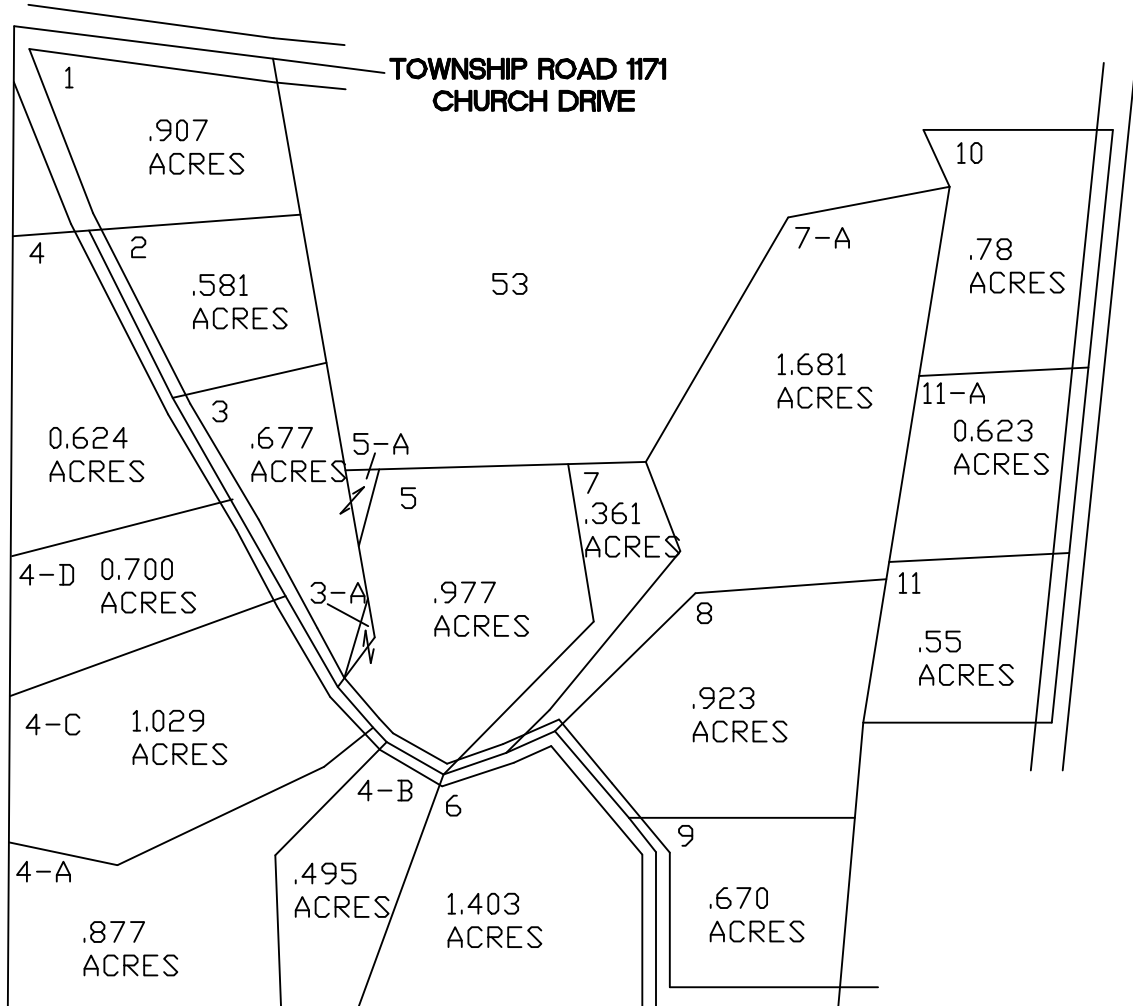 TOWNSHIP ROAD 1171
CHURCH DRIVE
1
.907
ACRES
10
.78
ACRES
4
2
.581
ACRES
53
7-A
1.681
ACRES
11-A
0.623
ACRES
0.624
ACRES
3
.677
ACRES
5-A
5
.977
ACRES
7
.361
ACRES
4-D
0.700
ACRES
3-A
8
.923
ACRES
11
.55
ACRES
4-C
1.029
ACRES
4-B
.495
ACRES
6
1.403
ACRES
9
.670
ACRES
4-A
.877
ACRES